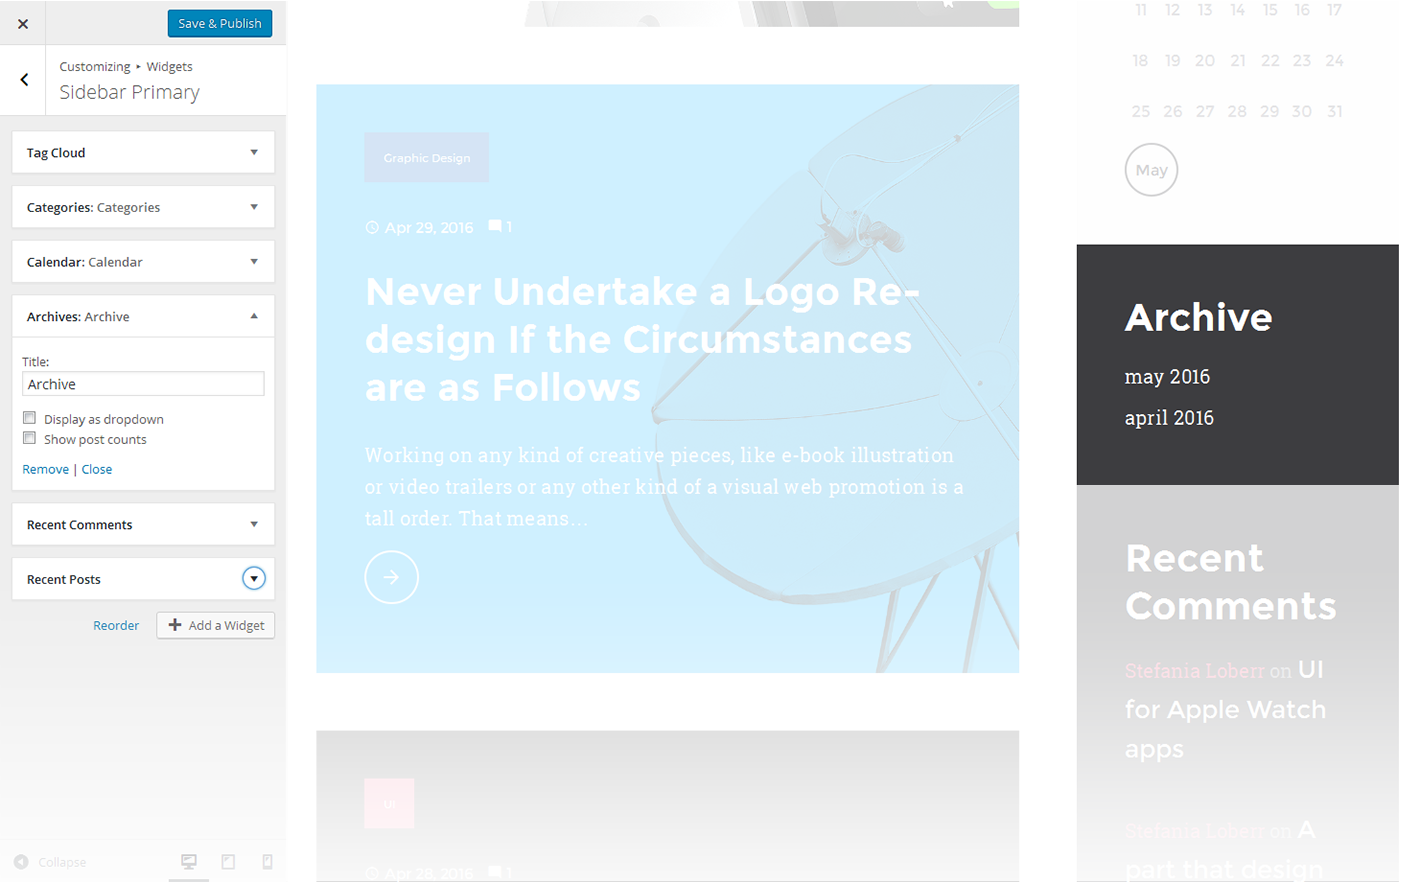 Save & Publish
Customizing ▸ Widgets
Sidebar Primary
Tag Cloud
Categories: Categories
Calendar: Calendar
Archives: Archive
Title:
Archive
Display as dropdown
Show post counts
Remove | Close
Recent Comments
Recent Posts
Reorder
Add a Widget
Collapse
Graphic Design
Apr 29, 2016 1
Never Undertake a Logo Re-
design If the Circumstances
are as Follows
Working on any kind of creative pieces, like e-book illustration
or video trailers or any other kind of a visual web promotion is a
tall order. That means...
UI
Apr 28, 2016 1
11 12 13 14 15 16 17
18 19 20 21 22 23 24
25 26 27 28 29 30 31
May
Archive
may 2016
april 2016
Recent
Comments
Stefania Loberr on UI
for Apple Watch
apps
Stefania Loberr on A
part that design